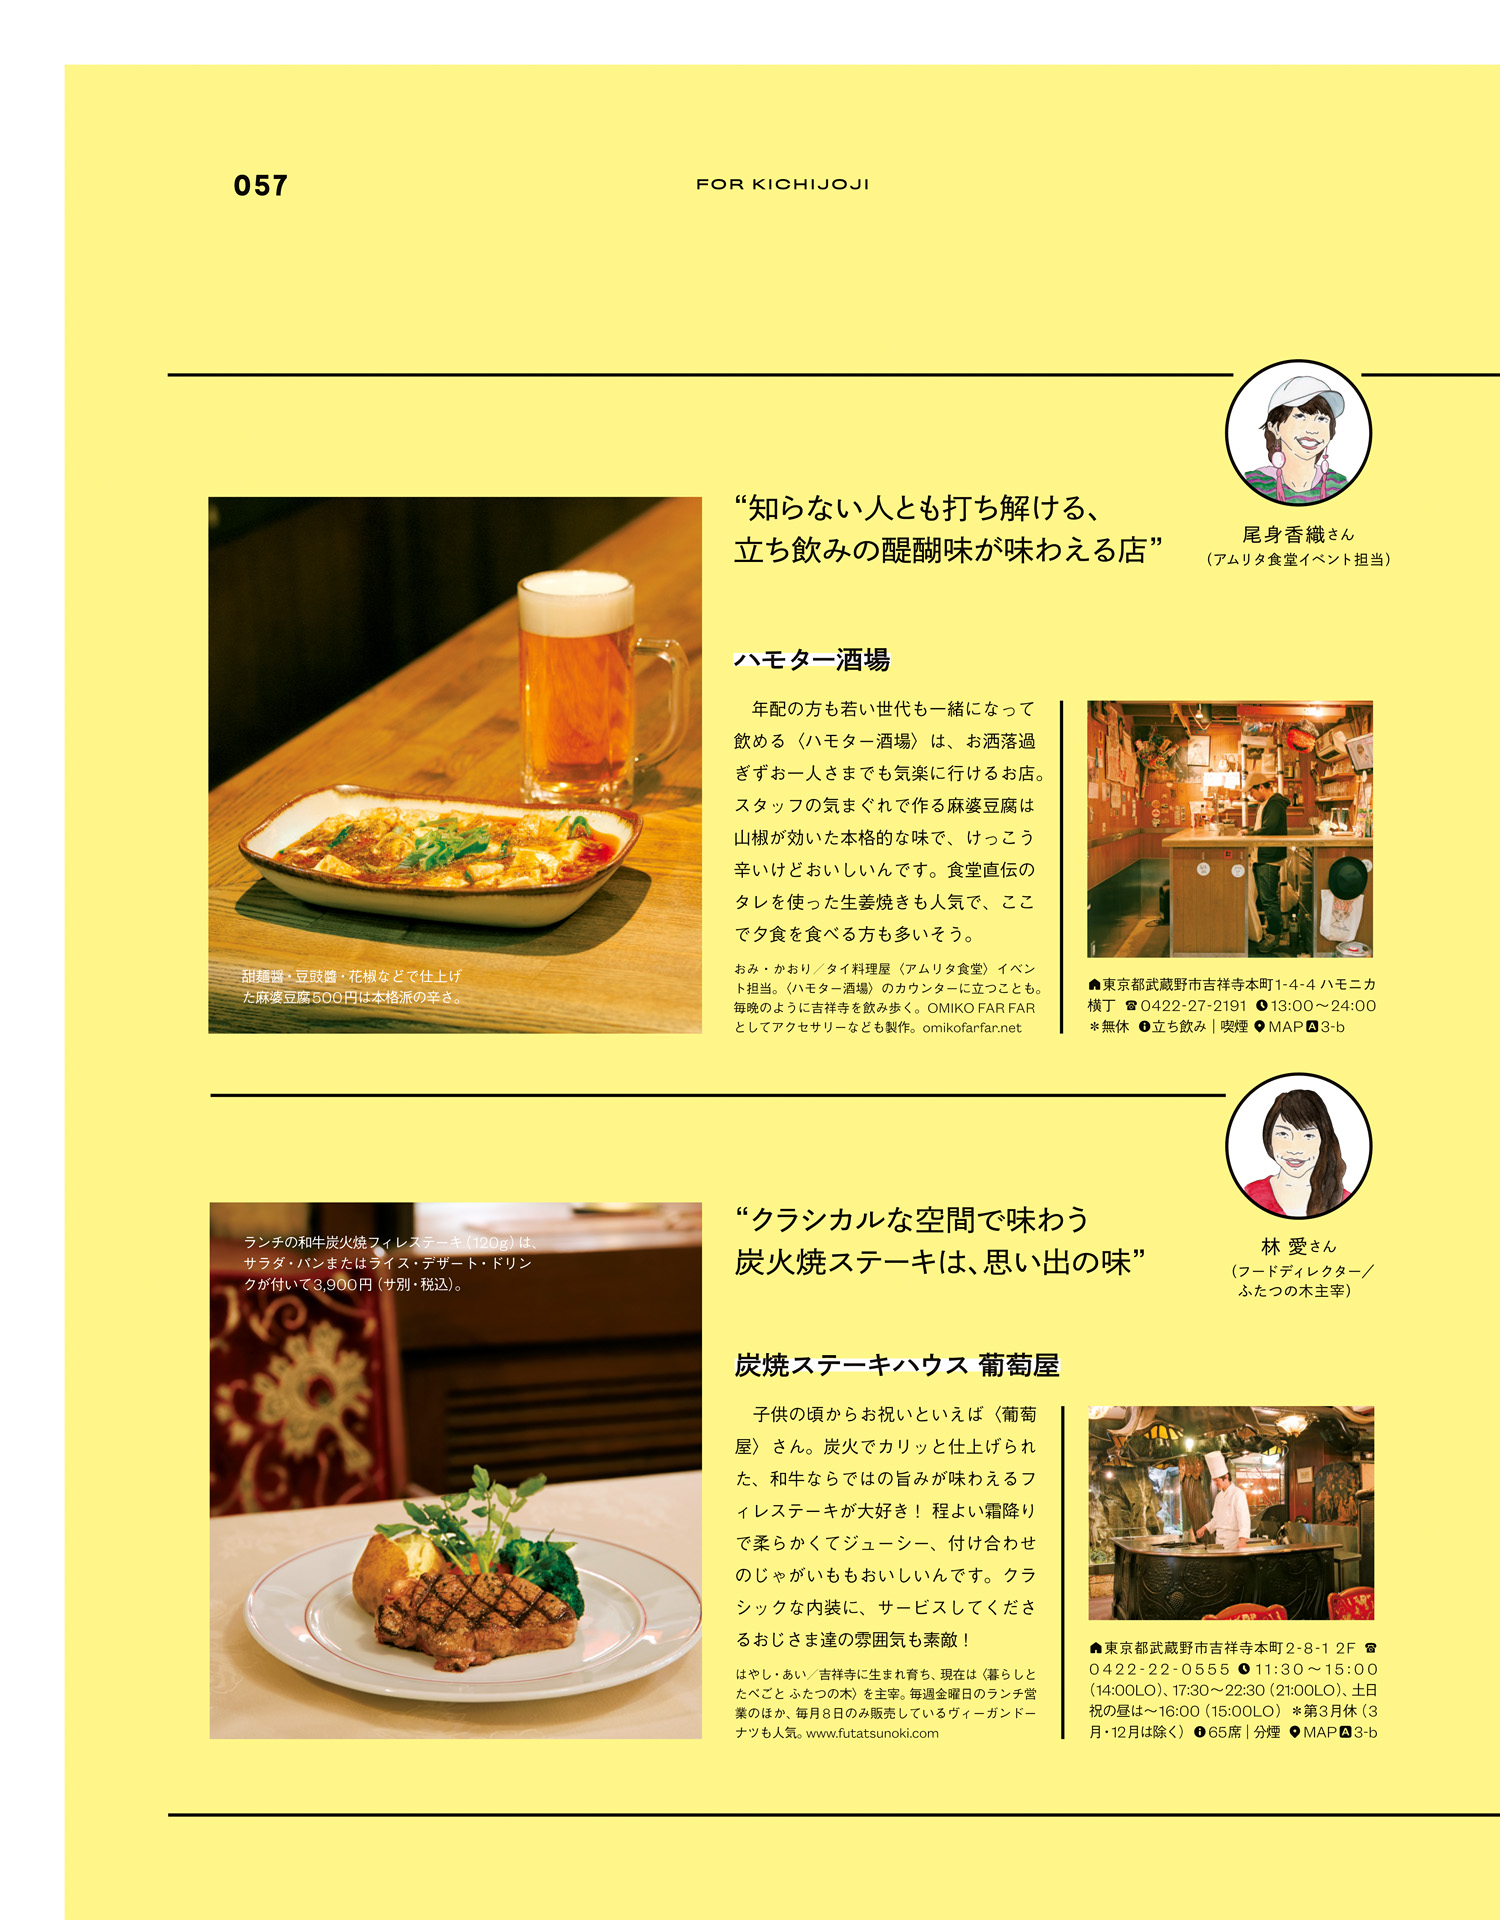 057
FOR KICHIJOJI
尾身香織さん
（アムリタ食堂イベント担当）
“知らない人とも打ち解ける、
立ち飲みの醍醐味が味わえる店”
ハモター酒場
年配の方も若い世代も一緒になって
飲める〈ハモター酒場〉は、お洒落過
ぎずお一人さまでも気楽に行けるお店。
スタッフの気まぐれで作る麻婆豆腐は
山椒が効いた本格的な味で、けっこう
辛いけどおいしいんです。食堂直伝の
タレを使った生姜焼きも人気で、ここ
で夕食を食べる方も多いそう。
おみ・かおり／タイ料理屋〈アムリタ食堂〉イベン
ト担当。〈ハモター酒場〉のカウンターに立つことも。
毎晩のように吉祥寺を飲み歩く。OMIKO FAR FAR
としてアクセサリーなども製作。omikofarfar.net
甜麺醤・豆豉醬・花椒などで仕上げ
た麻婆豆腐500円は本格派の辛さ。
東京都武蔵野市吉祥寺本町1-4-4 ハモニカ
横丁 ☎0422-27-2191 13:00〜24:00
＊無休 立ち飲み｜喫煙 MAP A 3-b
林 愛さん
（フードディレクター／
ふたつの木主宰）
“クラシカルな空間で味わう
炭火焼ステーキは、思い出の味”
炭焼ステーキハウス 葡萄屋
子供の頃からお祝いといえば〈葡萄
屋〉さん。炭火でカリッと仕上げられ
た、和牛ならではの旨みが味わえるフ
ィレステーキが大好き！ 程よい霜降り
で柔らかくてジューシー、付け合わせ
のじゃがいももおいしいんです。クラ
シックな内装に、サービスしてくださ
るおじさま達の雰囲気も素敵！
はやし・あい／吉祥寺に生まれ育ち、現在は〈暮らしと
たべごと ふたつの木〉を主宰。毎週金曜日のランチ営
業のほか、毎月8日のみ販売しているヴィーガンドー
ナツも人気。www.futatsunoki.com
ランチの和牛炭火焼フィレステーキ（120g）は、
サラダ・パンまたはライス・デザート・ドリン
クが付いて3,900円（サ別・税込）。
東京都武蔵野市吉祥寺本町2-8-1 2F ☎
0422-22-0555 11:30〜15:00
（14:00LO）、17:30〜22:30（21:00LO）、土日
祝の昼は〜16:00（15:00LO）＊第3月休（3
月・12月は除く） 65席｜分煙 MAP A 3-b